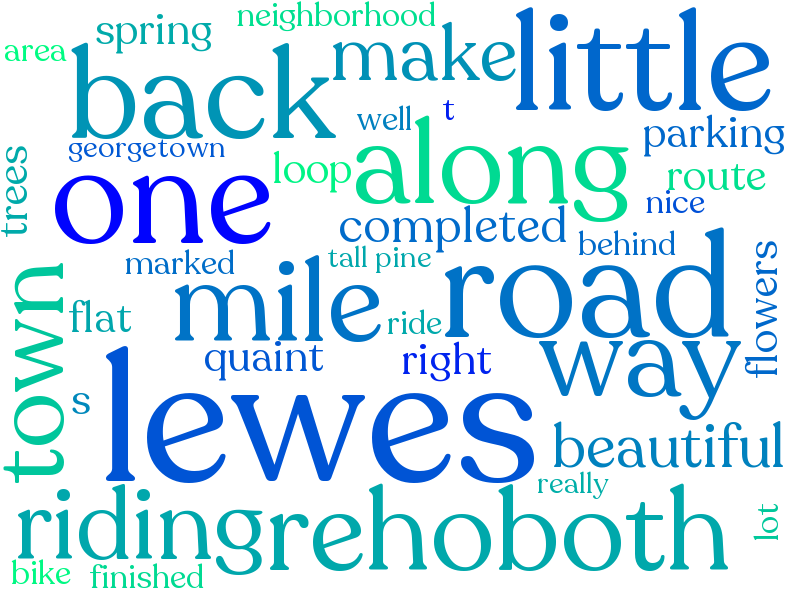 neighborhood
spring
area
back
make
little
well
t
parking
georgetown
trees
one
loop
along
route
nice
completed
behind
marked
tall pine
flowers
town
flat
mile
ride
road
quaint
right
way
s
lewes
beautiful
really
riding
rehoboth
lot
bike
finished